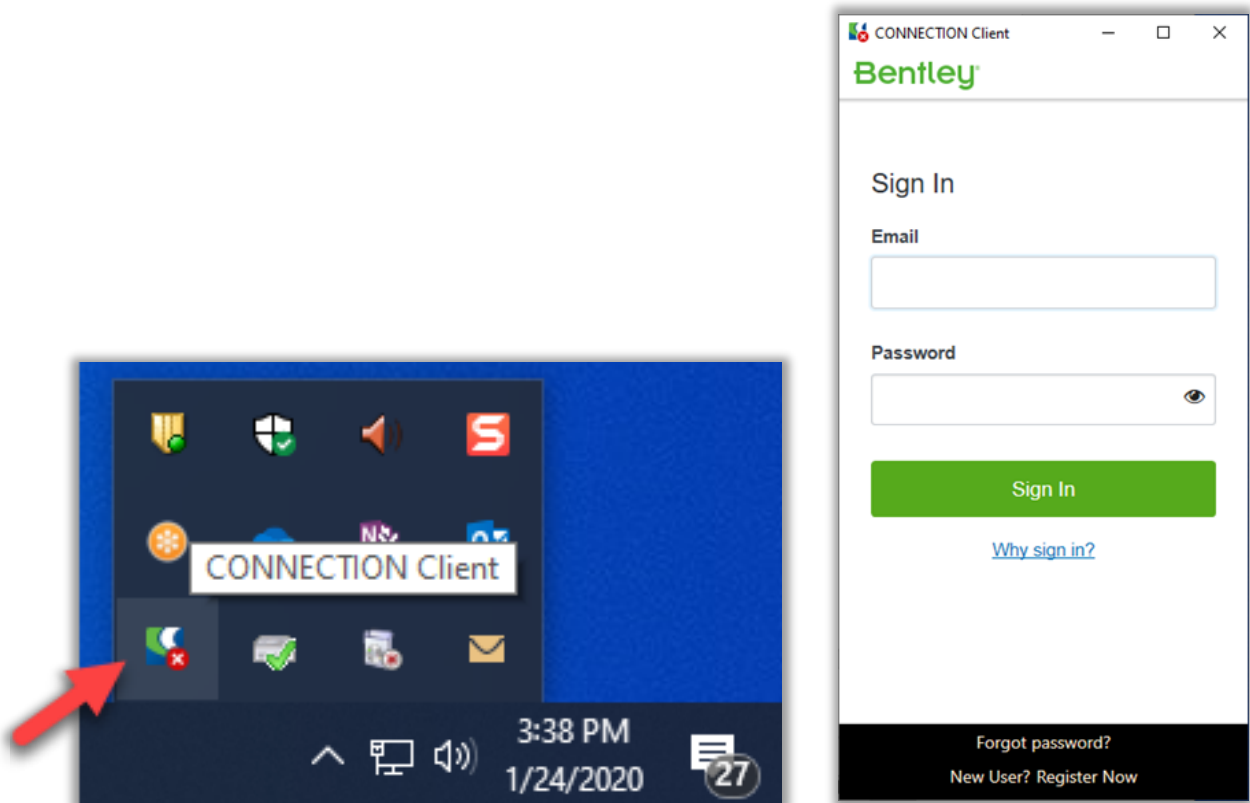 CONNECTION Client
3:38 PM
1/24/2020
27
CONNECTION Client
Bentley
Sign In
Email
Password
Sign In
Why sign in?
Forgot password?
New User? Register Now